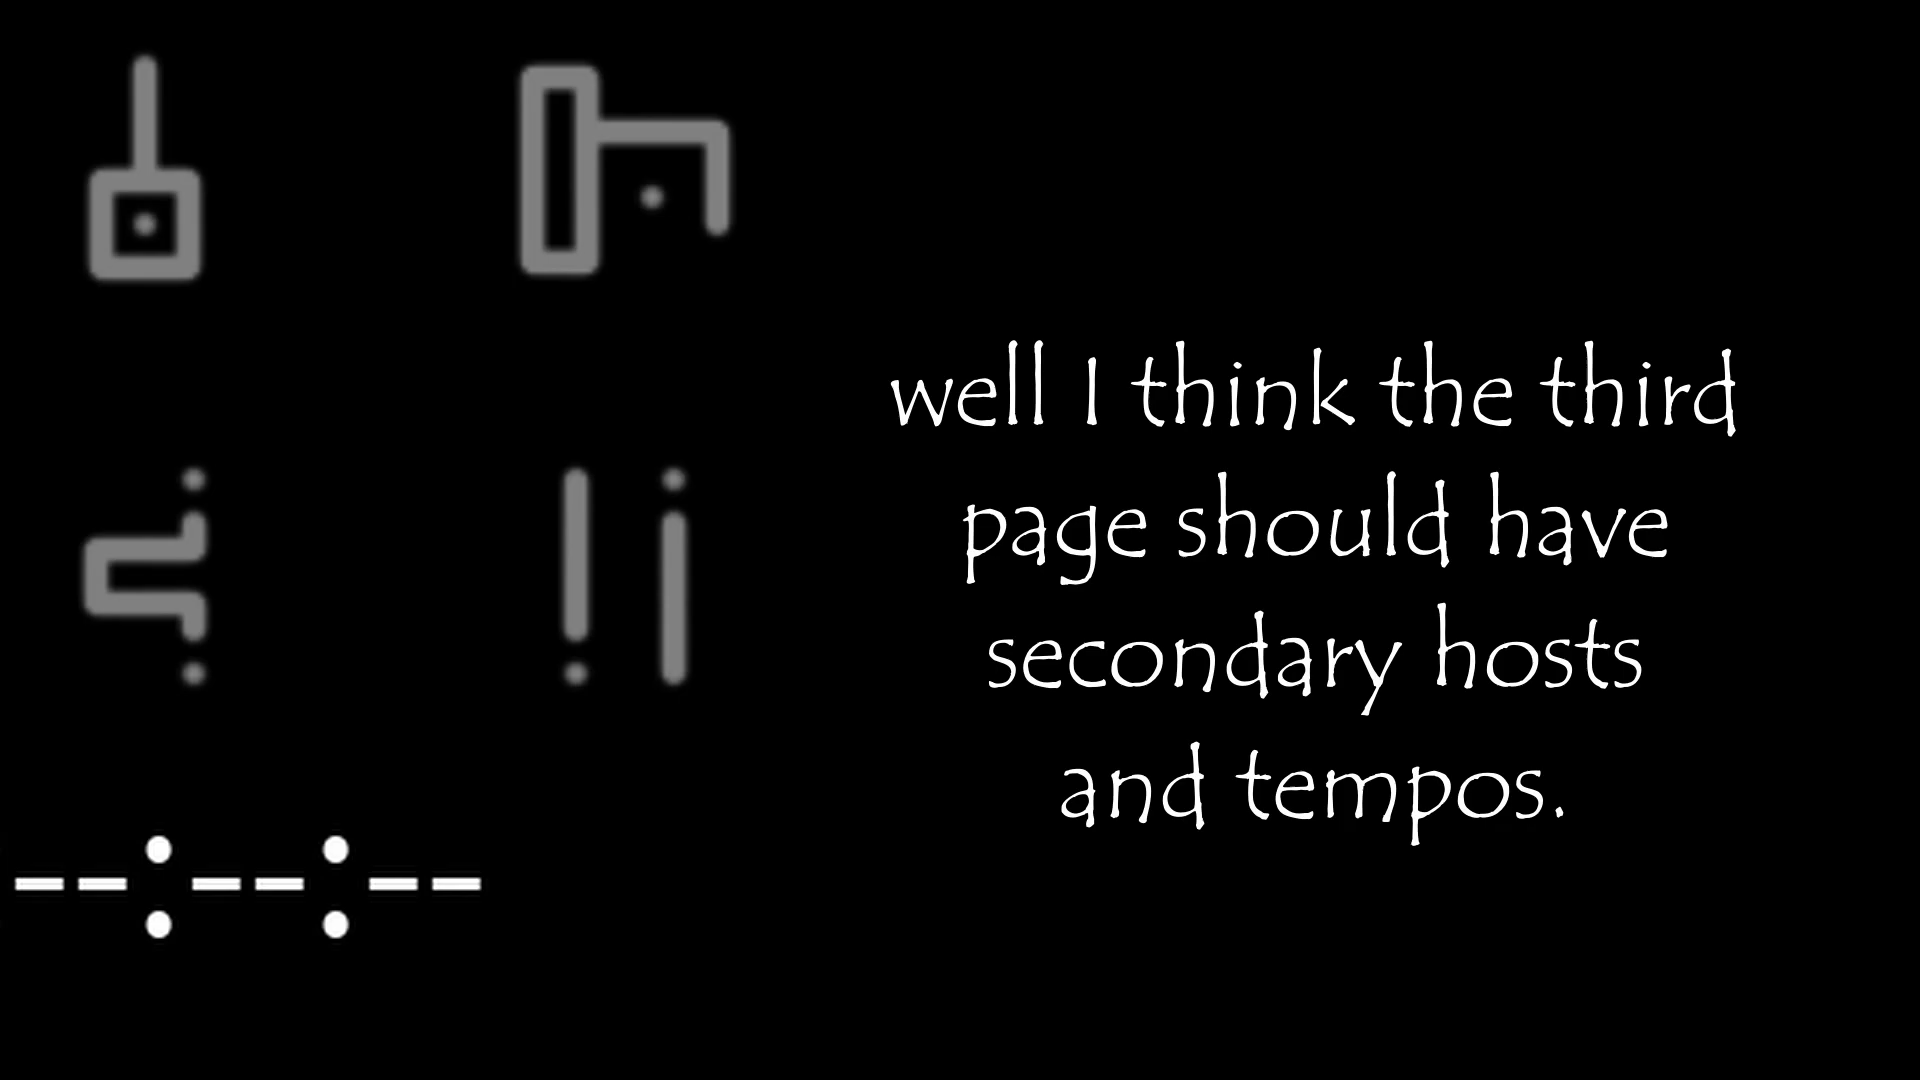 well I think the third
page should have
secondary hosts
and tempos.
--:--:--